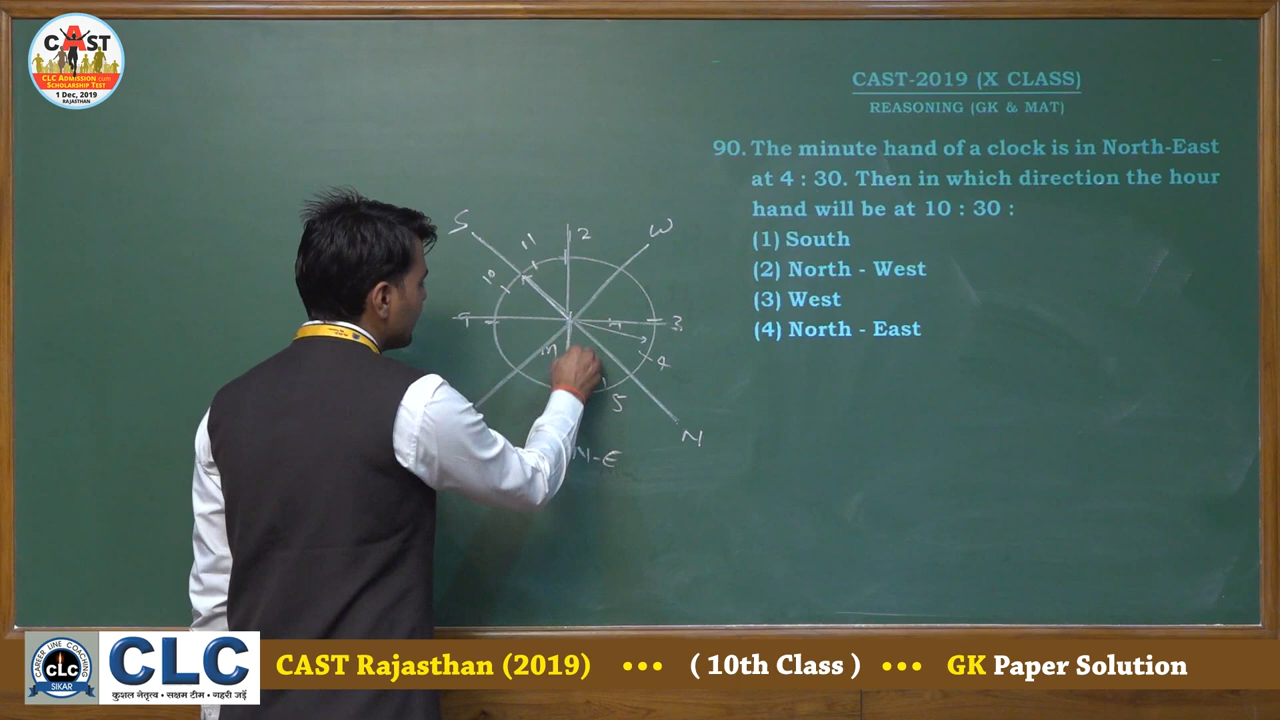 CAST
CLC ADMISSION cum
SCHOLARSHIP TEST
1 Dec, 2019
RAJASTHAN
CAST-2019 (X CLASS)
REASONING (GK & MAT)
90. The minute hand of a clock is in North-East
at 4 : 30. Then in which direction the hour
hand will be at 10 : 30 :
(1) South
(2) North - West
(3) West
(4) North - East
S
11
12
W
10
9
3
M
4
5
N
N-E
CAREER LINE COACHING
CLC
SIKAR
CLC
कुशल नेतृत्व • सक्षम टीम • गहरी जड़ें
CAST Rajasthan (2019) ••• ( 10th Class ) ••• GK Paper Solution